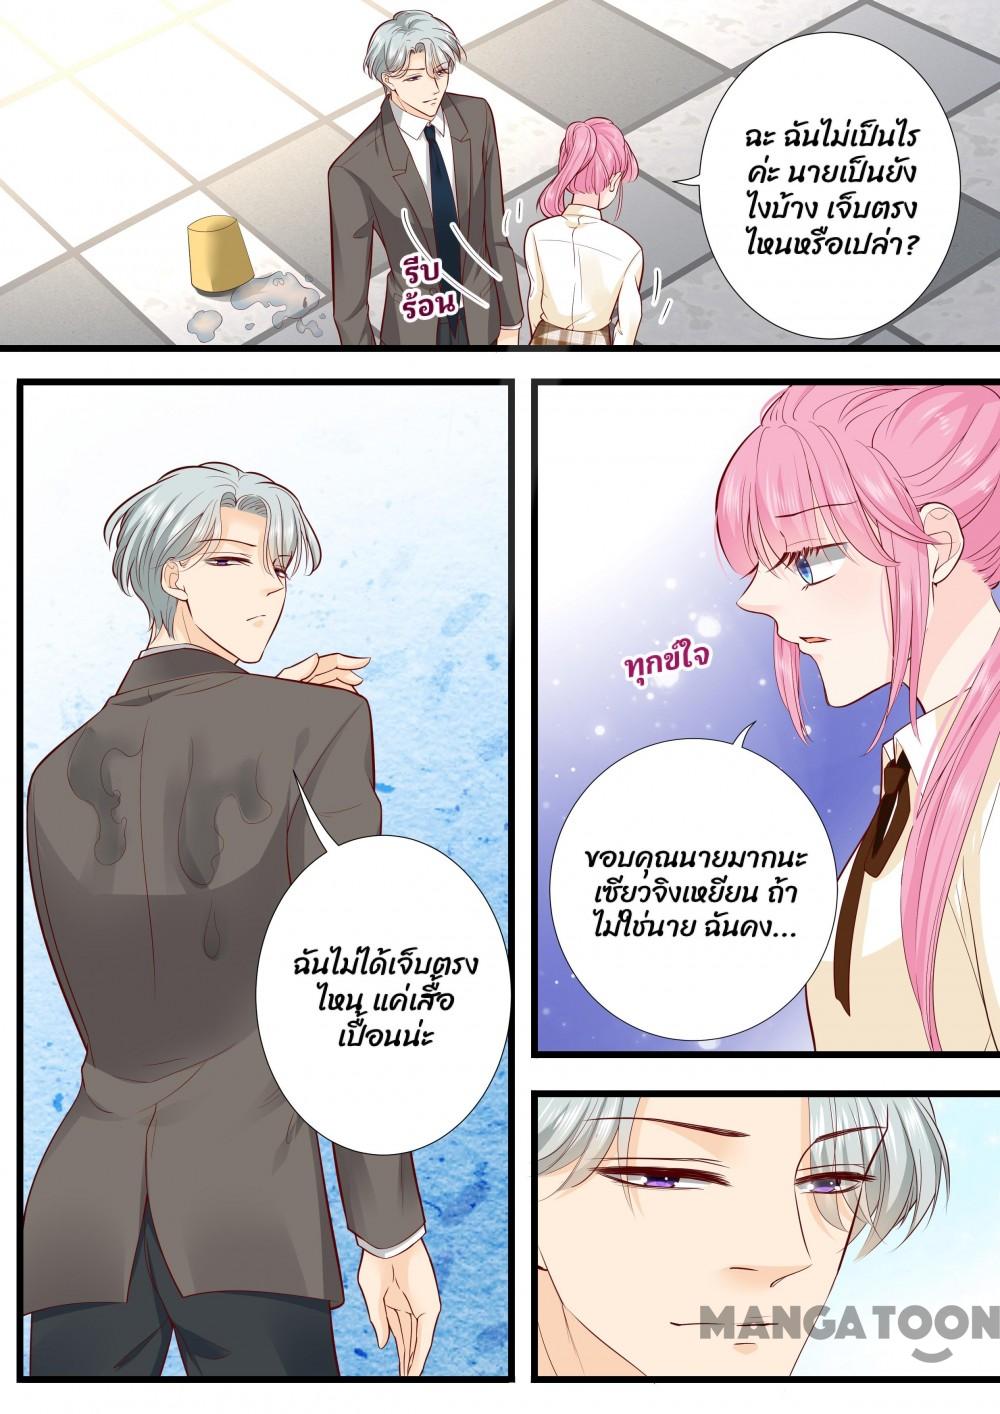 ฉะ ฉันไม่เป็นไร
ค่ะ นายเป็นยัง
ไงบ้าง เจ็บตรง
ไหนหรือเปล่า?
รีบ
ร้อน
ฉันไม่ได้เจ็บตรง
ไหน แค่เสื้อ
เปื้อนน่ะ
ทุกข์ใจ
ขอบคุณนายมากนะ
เซียวจิงเหยียน ถ้า
ไม่ใช่นาย ฉันคง...
MANGATOON